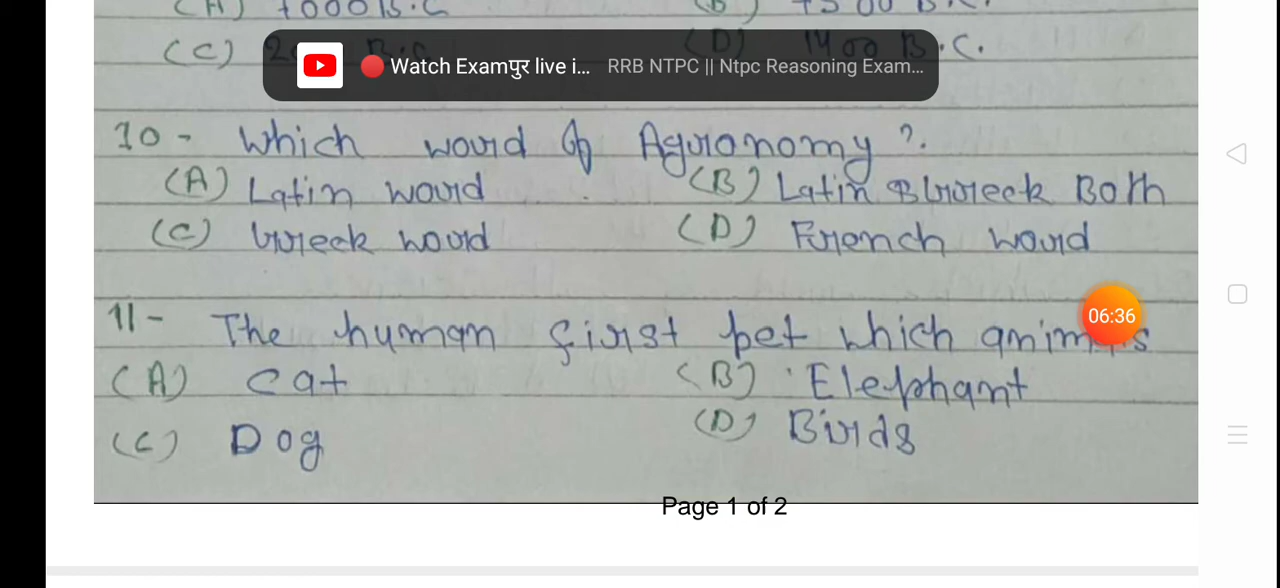 (A) 7000 B.C (B) 7500 B.C.
(C) B.C (D) 1400 B.C.
🔴 Watch Examपुर live i... RRB NTPC || Ntpc Reasoning Exam...
10 - Which word of Agronomy ?
(A) Latin word (B) Latin & Greek Both
(C) Greek word (D) French word
11 - The human first pet which animals
06:36
(A) Cat (B) Elephant
(C) Dog (D) Birds
Page 1 of 2